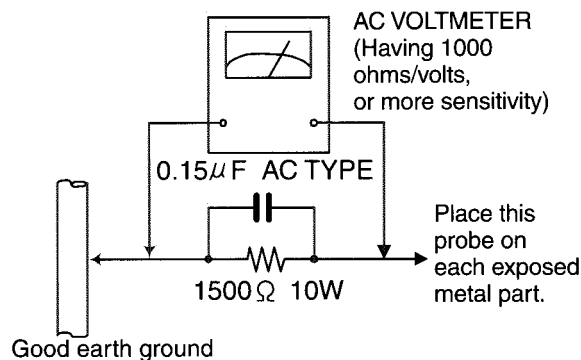 AC VOLTMETER
(Having 1000
ohms/volts,
or more sensitivity)
0.15μF AC TYPE
Place this
probe on
each exposed
metal part.
1500Ω 10W
Good earth ground